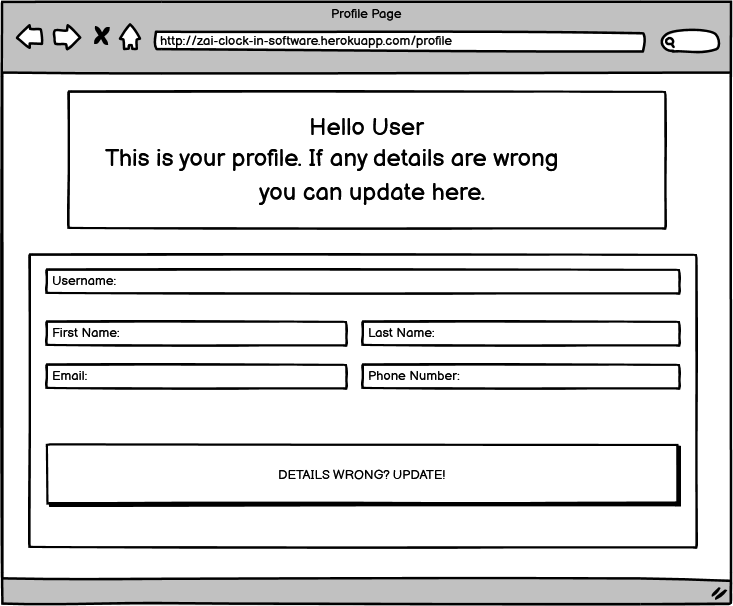 Profile Page
http://zai-clock-in-software.herokuapp.com/profile
Hello User
This is your profile. If any details are wrong
you can update here.
Username:
First Name:
Last Name:
Email:
Phone Number:
DETAILS WRONG? UPDATE!